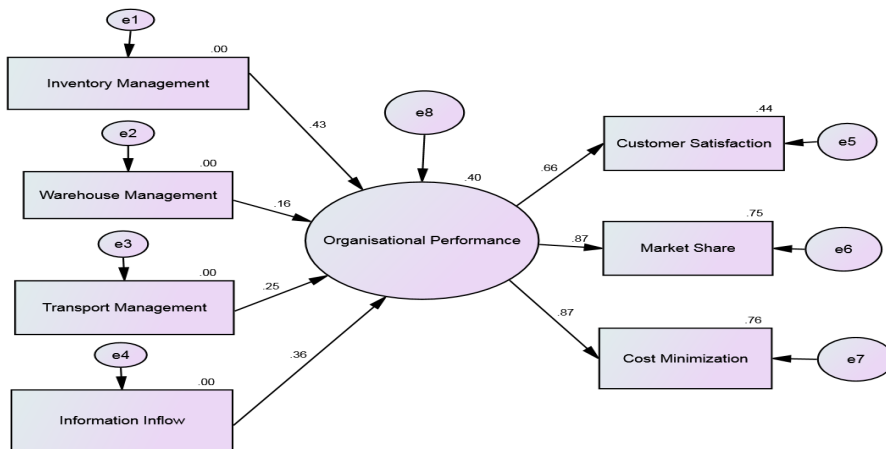 e1
.00
Inventory Management
.43
e2
.00
Warehouse Management
.16
e3
.00
Transport Management
.25
e4
.00
Information Inflow
.36
e8
.40
Organisational Performance
.66
.87
.87
.44
Customer Satisfaction
e5
.75
Market Share
e6
.76
Cost Minimization
e7